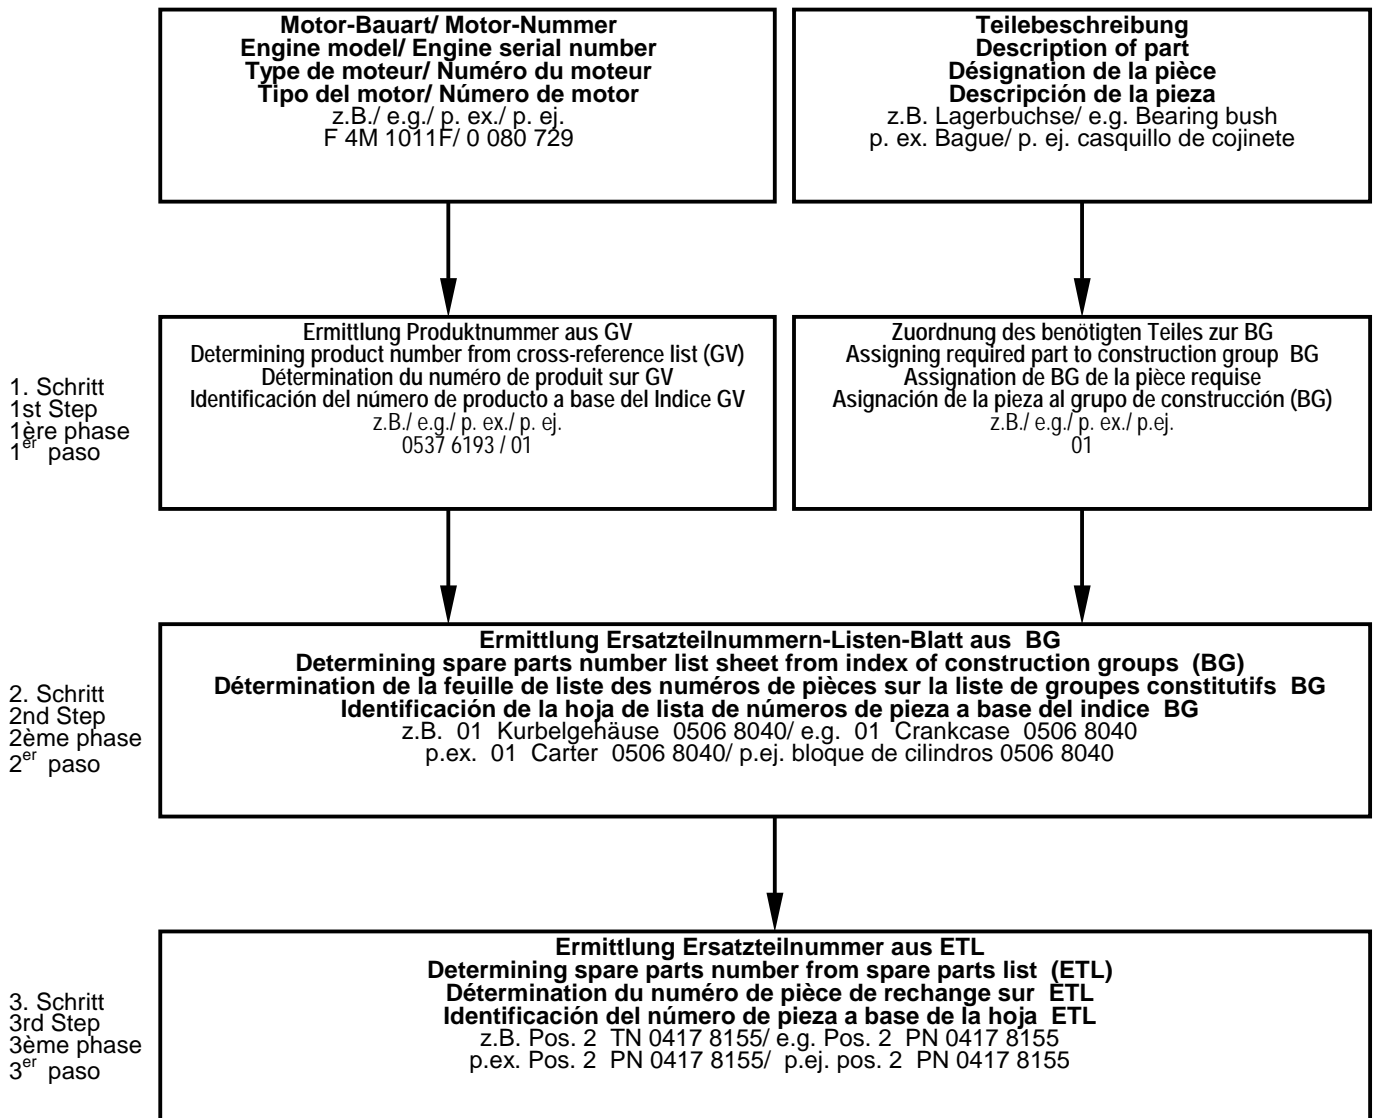 Motor-Bauart/ Motor-Nummer
Engine model/ Engine serial number
Type de moteur/ Numéro du moteur
Tipo del motor/ Número de motor
z.B./ e.g./ p. ex./ p. ej.
F 4M 1011F/ 0 080 729
Teilebeschreibung
Description of part
Désignation de la pièce
Descripción de la pieza
z.B. Lagerbuchse/ e.g. Bearing bush
p. ex. Bague/ p. ej. casquillo de cojinete
1. Schritt
1st Step
1ère phase
1er paso
Ermittlung Produktnummer aus GV
Determining product number from cross-reference list (GV)
Détermination du numéro de produit sur GV
Identificación del número de producto a base del Indice GV
z.B./ e.g./ p. ex./ p. ej.
0537 6193 / 01
Zuordnung des benötigten Teiles zur BG
Assigning required part to construction group BG
Assignation de BG de la pièce requise
Asignación de la pieza al grupo de construcción (BG)
z.B./ e.g./ p. ex./ p.ej.
01
2. Schritt
2nd Step
2ème phase
2er paso
Ermittlung Ersatzteilnummern-Listen-Blatt aus BG
Determining spare parts number list sheet from index of construction groups (BG)
Détermination de la feuille de liste des numéros de pièces sur la liste de groupes constitutifs BG
Identificación de la hoja de lista de números de pieza a base del indice BG
z.B. 01 Kurbelgehäuse 0506 8040/ e.g. 01 Crankcase 0506 8040
p.ex. 01 Carter 0506 8040/ p.ej. bloque de cilindros 0506 8040
3. Schritt
3rd Step
3ème phase
3er paso
Ermittlung Ersatzteilnummer aus ETL
Determining spare parts number from spare parts list (ETL)
Détermination du numéro de pièce de rechange sur ETL
Identificación del número de pieza a base de la hoja ETL
z.B. Pos. 2 TN 0417 8155/ e.g. Pos. 2 PN 0417 8155
p.ex. Pos. 2 PN 0417 8155/ p.ej. pos. 2 PN 0417 8155